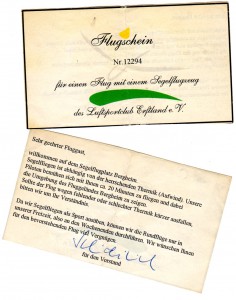 Flugschein
Nr. 12294
für einen Flug mit einem Segelflugzeug
des Luftsportclub Erftland e.V.
Sehr geehrter Fluggast,
willkommen auf dem Segelflugplatz Bergheim.
Segelfliegen ist abhängig von der herrschenden Thermik (Aufwind). Unsere
Piloten bemühen sich mit Ihnen ca. 20 Minuten zu fliegen und dabei
die Umgebung des Flugplatzes Bergheim zu zeigen.
Sollte der Flug wegen fehlender oder schlechter Thermik kürzer ausfallen,
bitten wir um Ihr Verständnis.
Da wir Segelfliegen als Sport ausüben, können wir die Rundflüge nur in
unserer Freizeit, also an den Wochenenden durchführen. Wir wünschen Ihnen
für den bevorstehenden Flug viel Vergnügen.
für den Vorstand